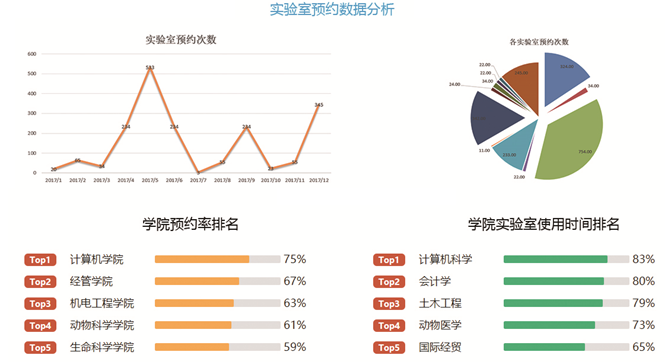 实验室预约数据分析
实验室预约次数
600
500
400
300
200
100
0
20
65
34
234
533
234
5
55
234
23
55
345
2017/1 2017/2 2017/3 2017/4 2017/5 2017/6 2017/7 2017/8 2017/9 2017/10 2017/11 2017/12
各实验室预约次数
22.00
22.00
34.00
24.00
34.00
11.00
22.00
754.00
学院预约率排名
Top1 计算机学院 75%
Top2 经管学院 67%
Top3 机电工程学院 63%
Top4 动物科学学院 61%
Top5 生命科学学院 59%
学院实验室使用时间排名
Top1 计算机科学 83%
Top2 会计学 80%
Top3 土木工程 79%
Top4 动物医学 73%
Top5 国际经贸 65%